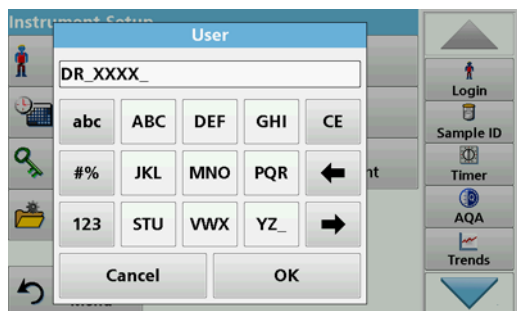 Instrument Setup
User
DR_XXXX_
abc ABC DEF GHI CE
#% JKL MNO PQR
123 STU VWX YZ_
Cancel OK
Login
Sample ID
Timer
AQA
Trends